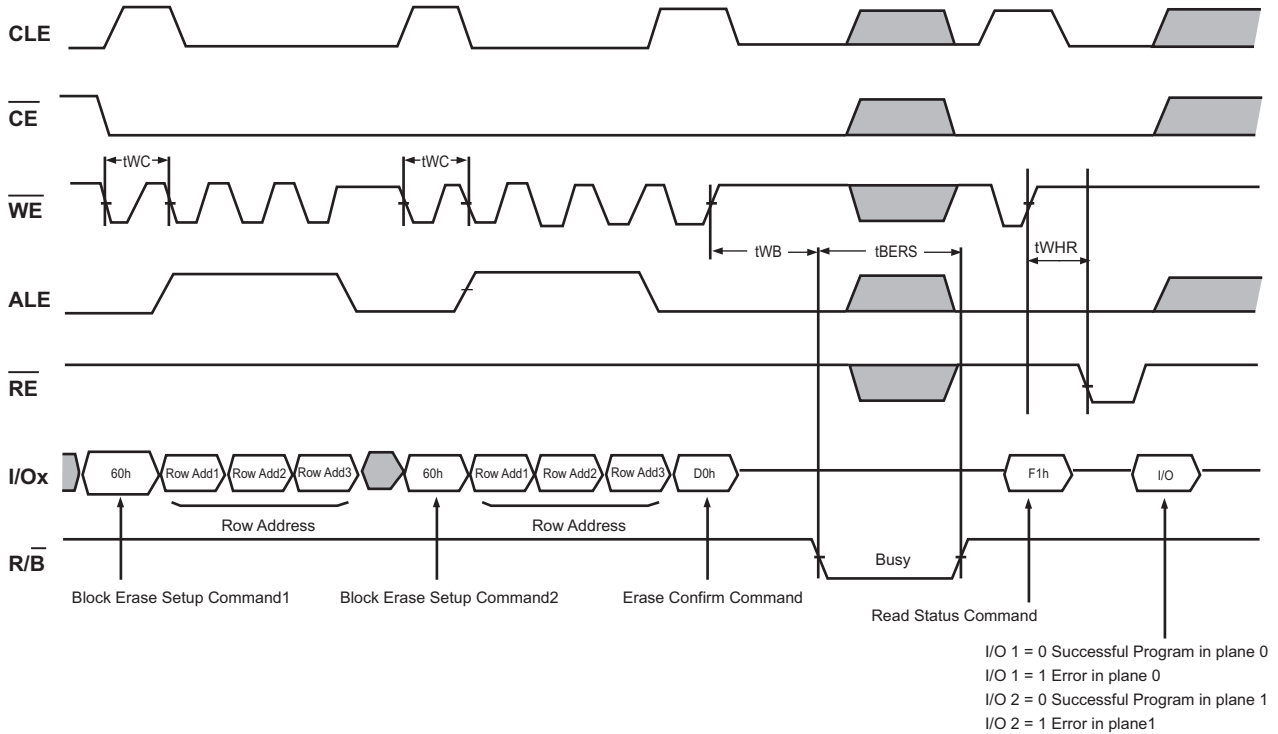 CLE
CE
tWC
tWC
WE
tWB
tBERS
tWHR
ALE
RE
I/Ox
60h
Row Add1
Row Add2
Row Add3
60h
Row Add1
Row Add2
Row Add3
D0h
F1h
I/O
Row Address
Row Address
R/B
Busy
Block Erase Setup Command1
Block Erase Setup Command2
Erase Confirm Command
Read Status Command
I/O 1 = 0 Successful Program in plane 0
I/O 1 = 1 Error in plane 0
I/O 2 = 0 Successful Program in plane 1
I/O 2 = 1 Error in plane1